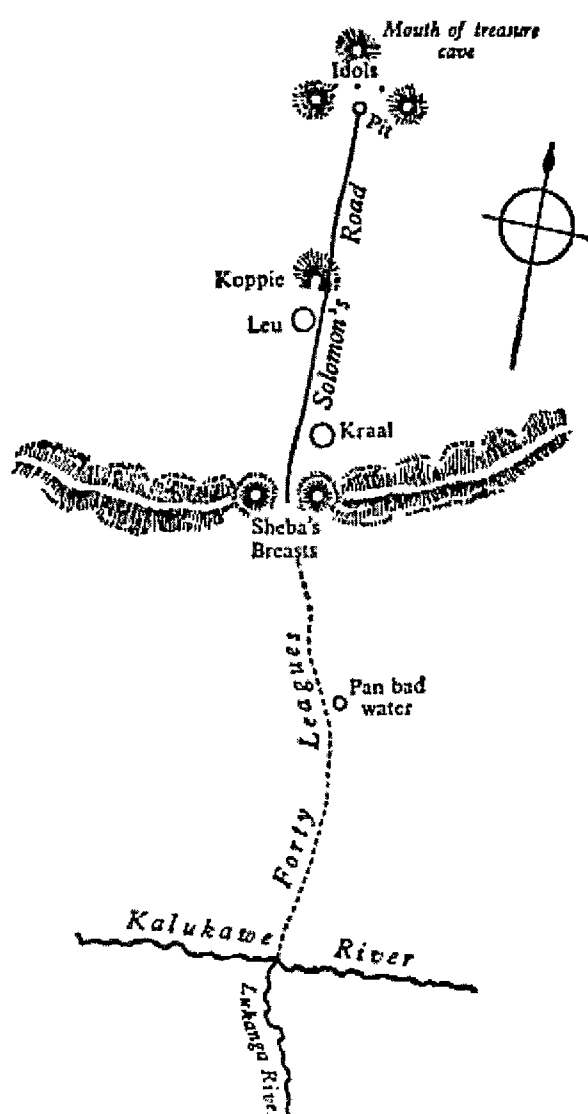 Mouth of treasure
cave
Idols
Pit
Solomon's Road
Koppie
Leu
Kraal
Sheba's
Breasts
Forty Leagues
Pan bad
water
Kalukawe River
Lukanga River